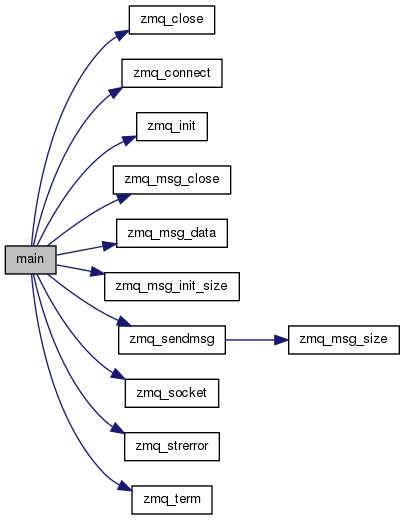 zmq_close
zmq_connect
zmq_init
zmq_msg_close
zmq_msg_data
main
zmq_msg_init_size
zmq_sendmsg
zmq_msg_size
zmq_socket
zmq_strerror
zmq_term